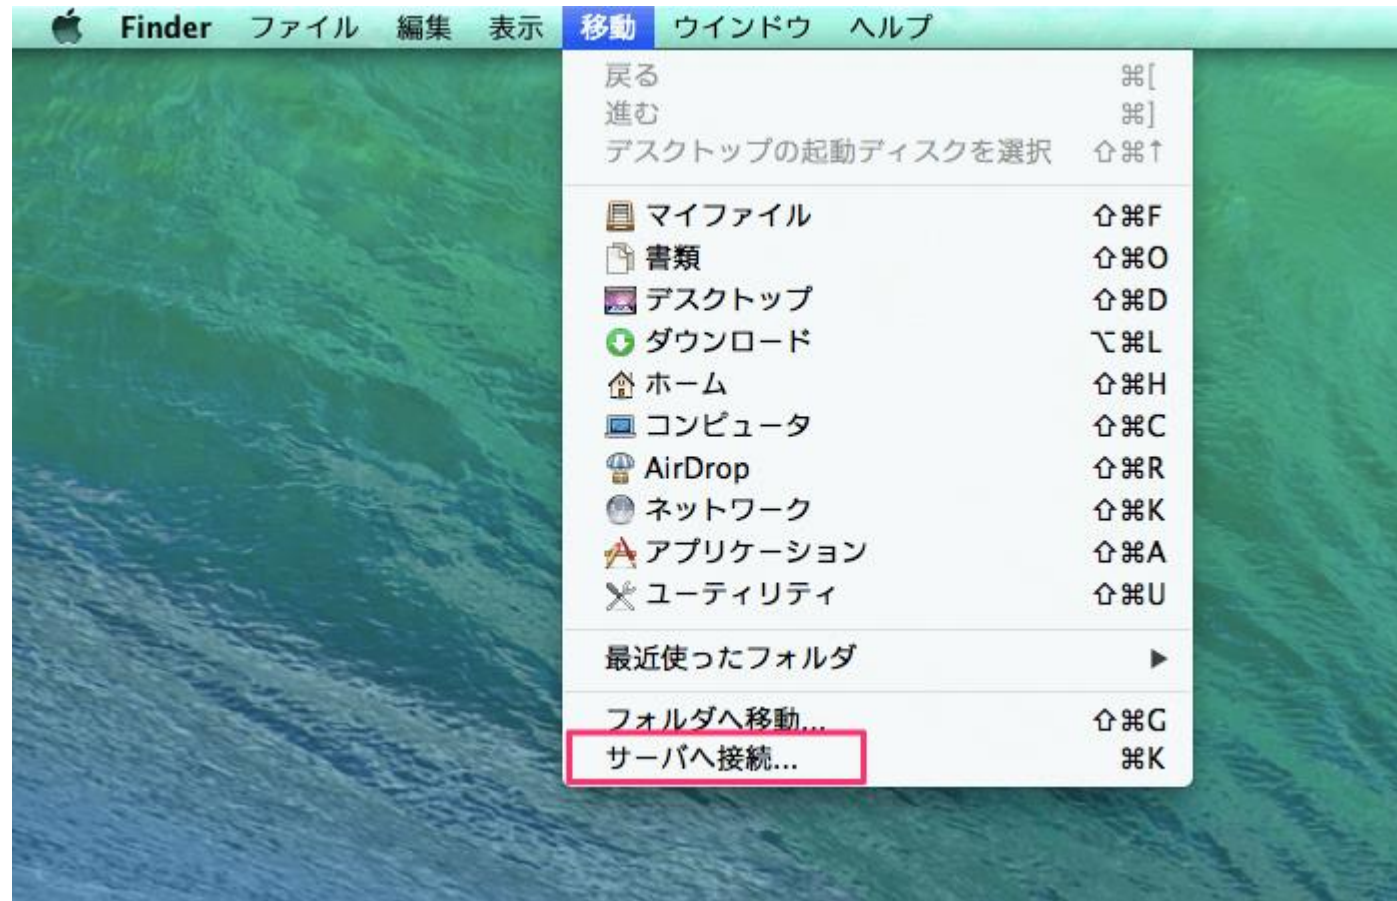 Finder ファイル 編集 表示 移動 ウインドウ ヘルプ
戻る ⌘[
進む ⌘]
デスクトップの起動ディスクを選択 ⇧⌘↑
マイファイル ⇧⌘F
書類 ⇧⌘O
デスクトップ ⇧⌘D
ダウンロード ⌥⌘L
ホーム ⇧⌘H
コンピュータ ⇧⌘C
AirDrop ⇧⌘R
ネットワーク ⇧⌘K
アプリケーション ⇧⌘A
ユーティリティ ⇧⌘U
最近使ったフォルダ ▶
フォルダへ移動... ⇧⌘G
サーバへ接続... ⌘K